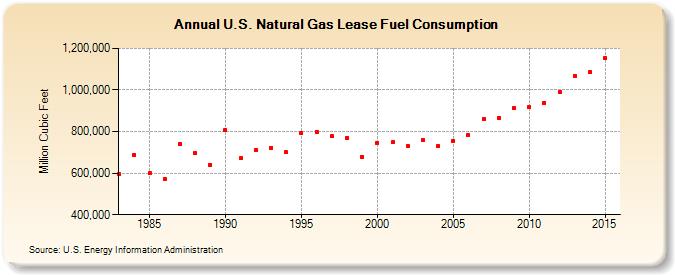 Annual U.S. Natural Gas Lease Fuel Consumption
Million Cubic Feet
1,200,000
1,000,000
800,000
600,000
400,000
1985 1990 1995 2000 2005 2010 2015
Source: U.S. Energy Information Administration